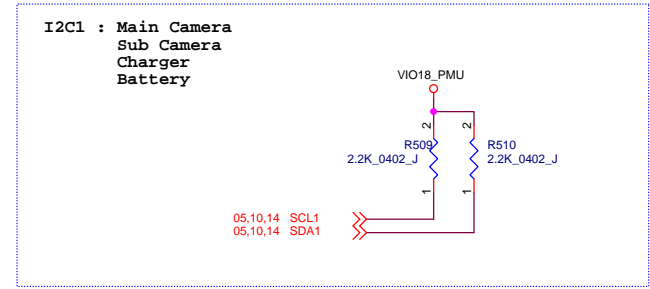 I2C1 : Main Camera
Sub Camera
Charger
Battery
VIO18_PMU
2 2
R509 R510
2.2K_0402_J 2.2K_0402_J
1 1
05,10,14 SCL1
05,10,14 SDA1